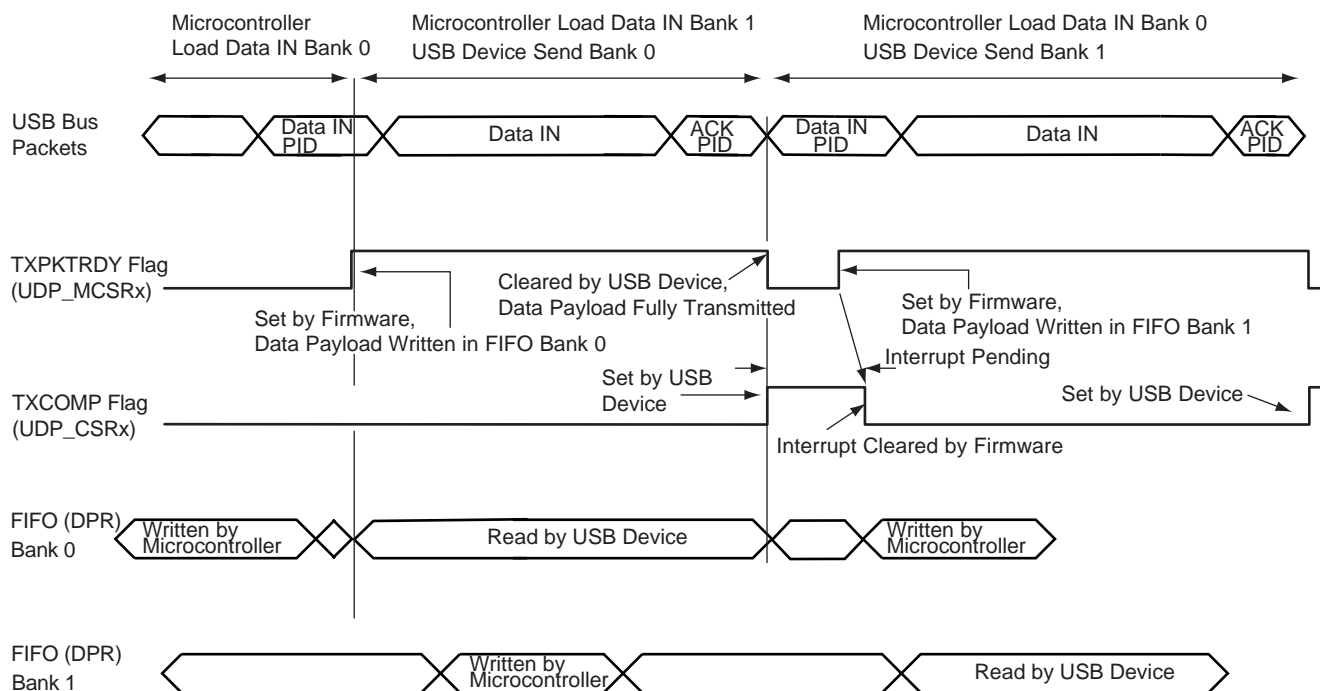 Microcontroller
Load Data IN Bank 0
Microcontroller Load Data IN Bank 1
USB Device Send Bank 0
Microcontroller Load Data IN Bank 0
USB Device Send Bank 1
USB Bus
Packets
Data IN
PID
Data IN
ACK
PID
Data IN
PID
Data IN
ACK
PID
TXPKTRDY Flag
(UDP_MCSRx)
Set by Firmware,
Data Payload Written in FIFO Bank 0
Cleared by USB Device,
Data Payload Fully Transmitted
Set by Firmware,
Data Payload Written in FIFO Bank 1
Interrupt Pending
TXCOMP Flag
(UDP_CSRx)
Set by USB
Device
Set by USB Device
Interrupt Cleared by Firmware
FIFO (DPR)
Bank 0
Written by
Microcontroller
Read by USB Device
Written by
Microcontroller
FIFO (DPR)
Bank 1
Written by
Microcontroller
Read by USB Device